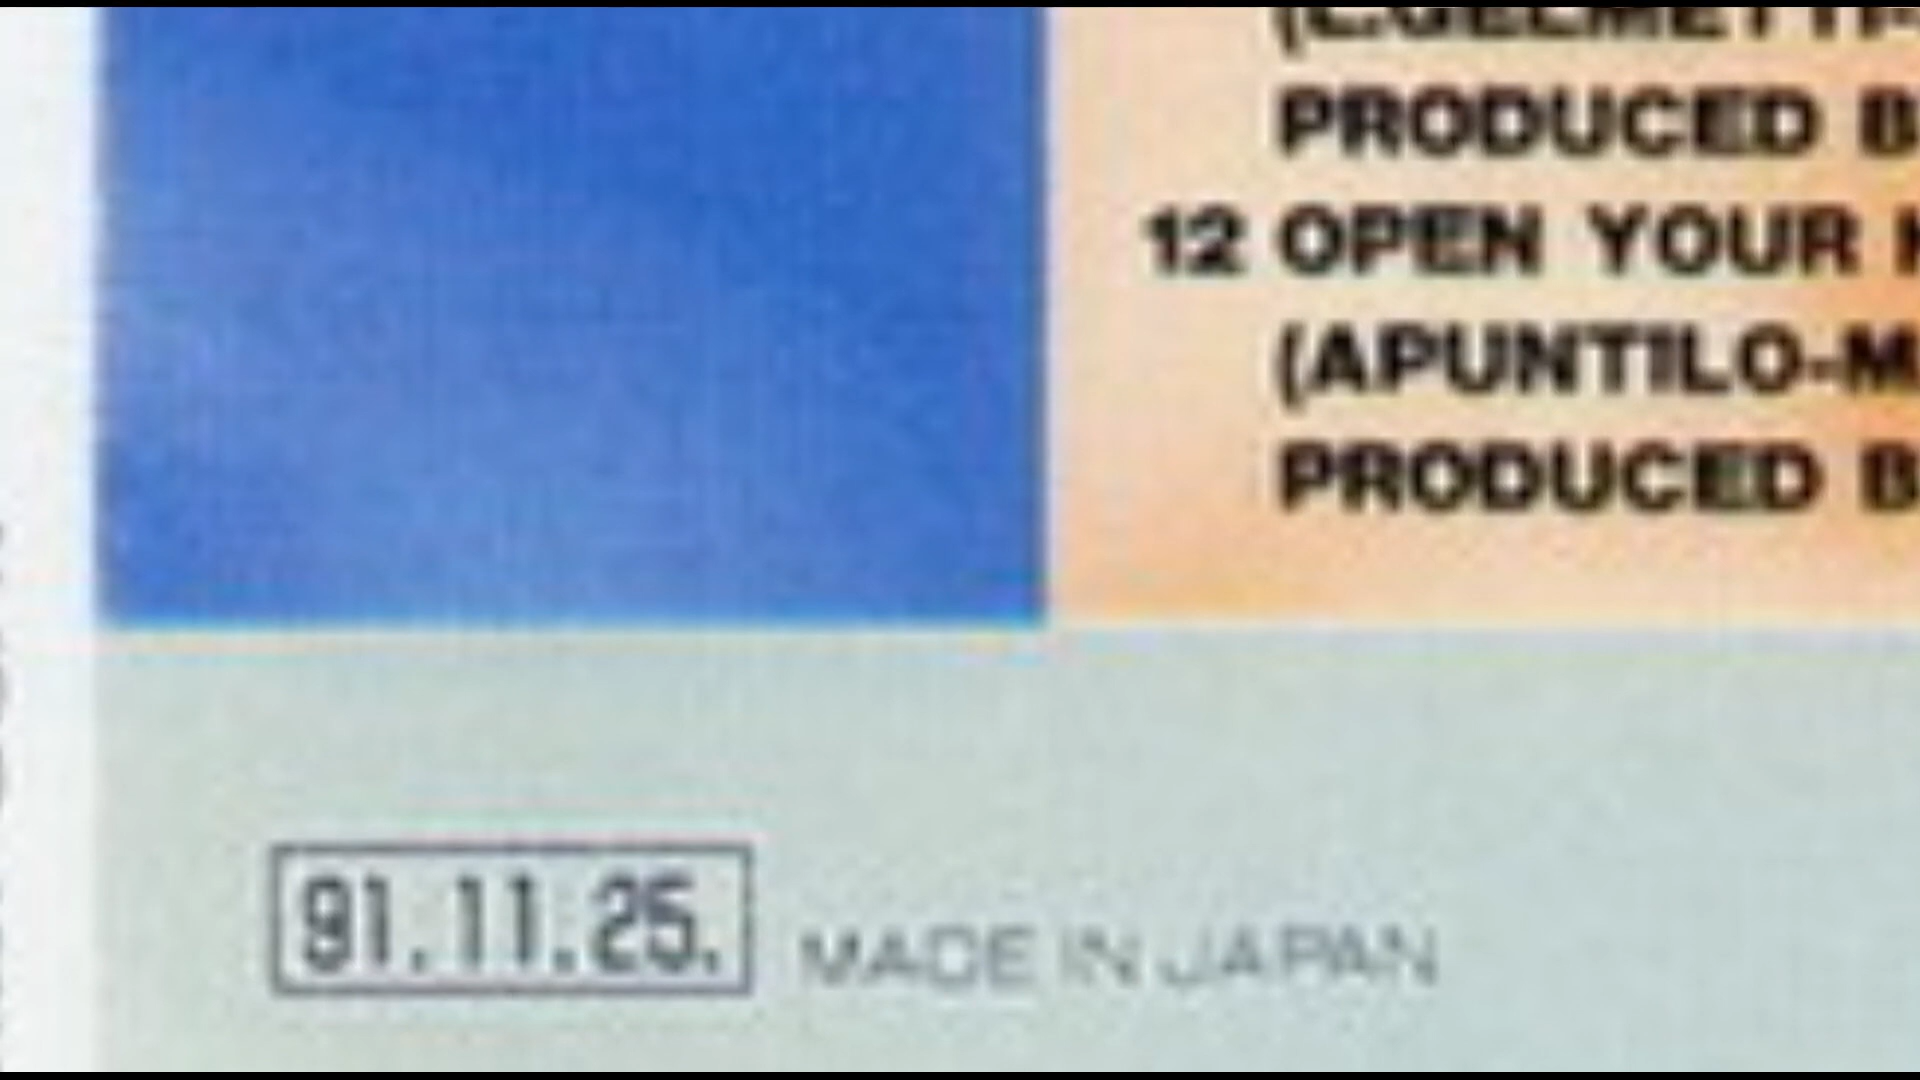 PRODUCED B
12 OPEN YOUR
(APUNTILO-M
PRODUCED B
91.11.25.
MADE IN JAPAN